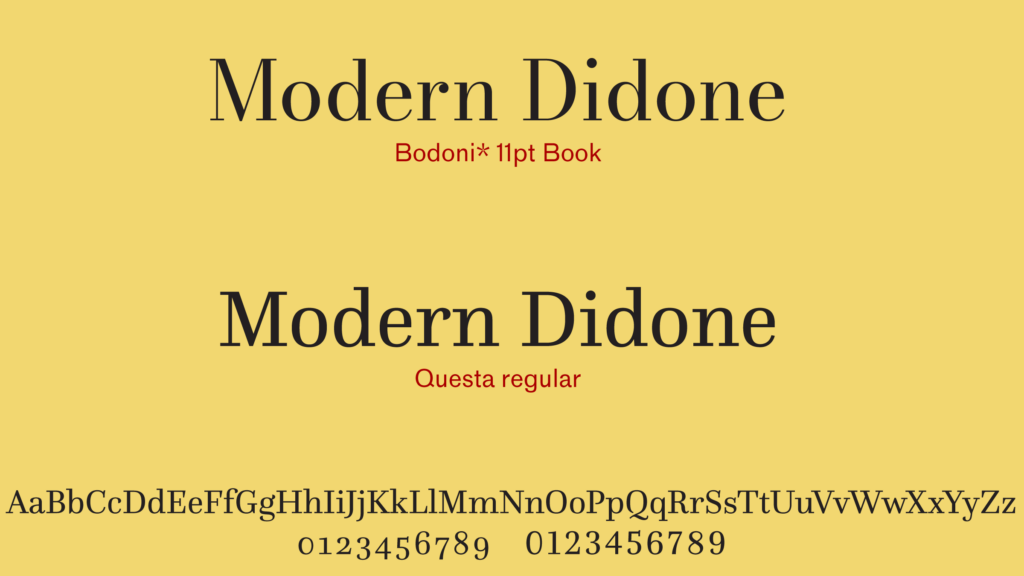 Modern Didone
Bodoni* 11pt Book
Modern Didone
Questa regular
AaBbCcDdEeFfGgHhIiJjKkLlMmNnOoPpQqRrSsTtUuVvWwXxYyZz
0123456789 0123456789